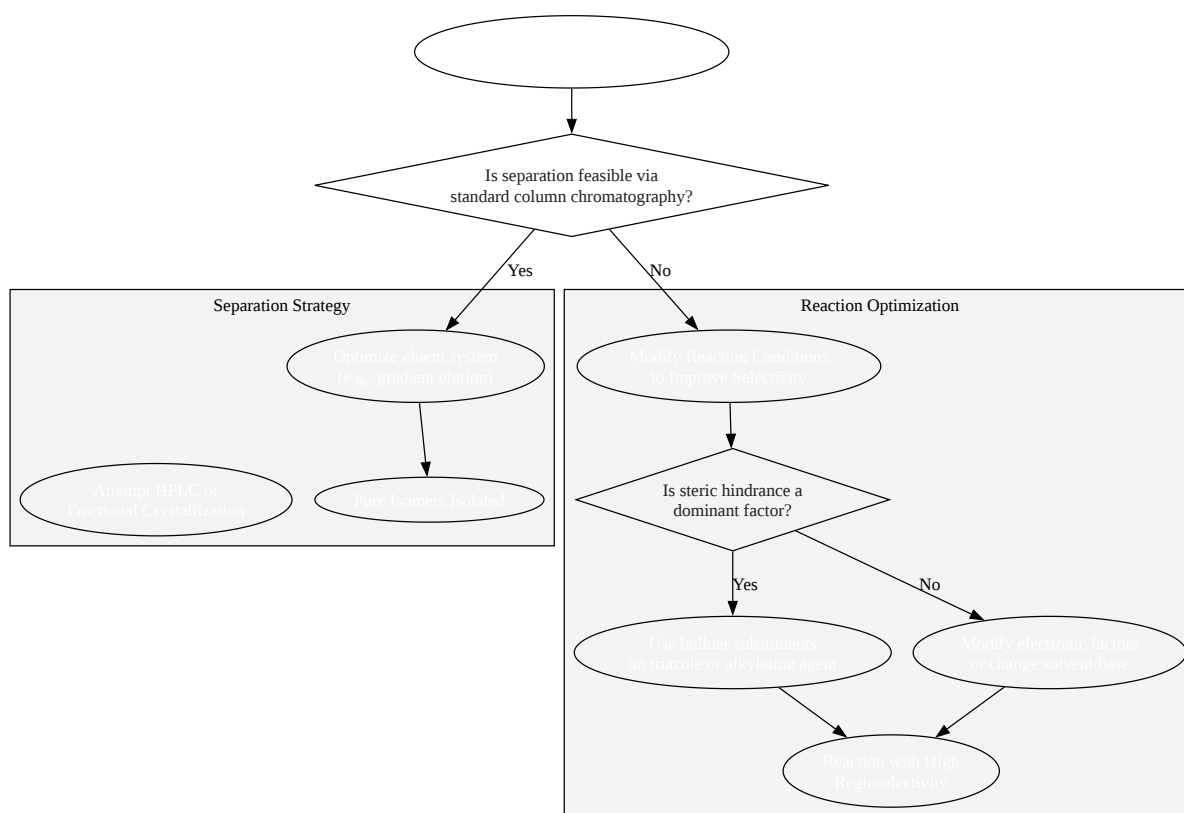 Is separation feasible via
standard column chromatography?
Yes
No
Separation Strategy
Reaction Optimization
Optimize eluent system
(e.g., gradient elution)
Modify Reaction Conditions
to Improve Selectivity
Attempt HPLC or
Fractional Crystallization
Pure Isomers Isolated
Is steric hindrance a
dominant factor?
Yes
No
Use bulkier substituents
on triazole or alkylating agent
Modify electronic factors
or change solvent/base
Reaction with High
Regioselectivity